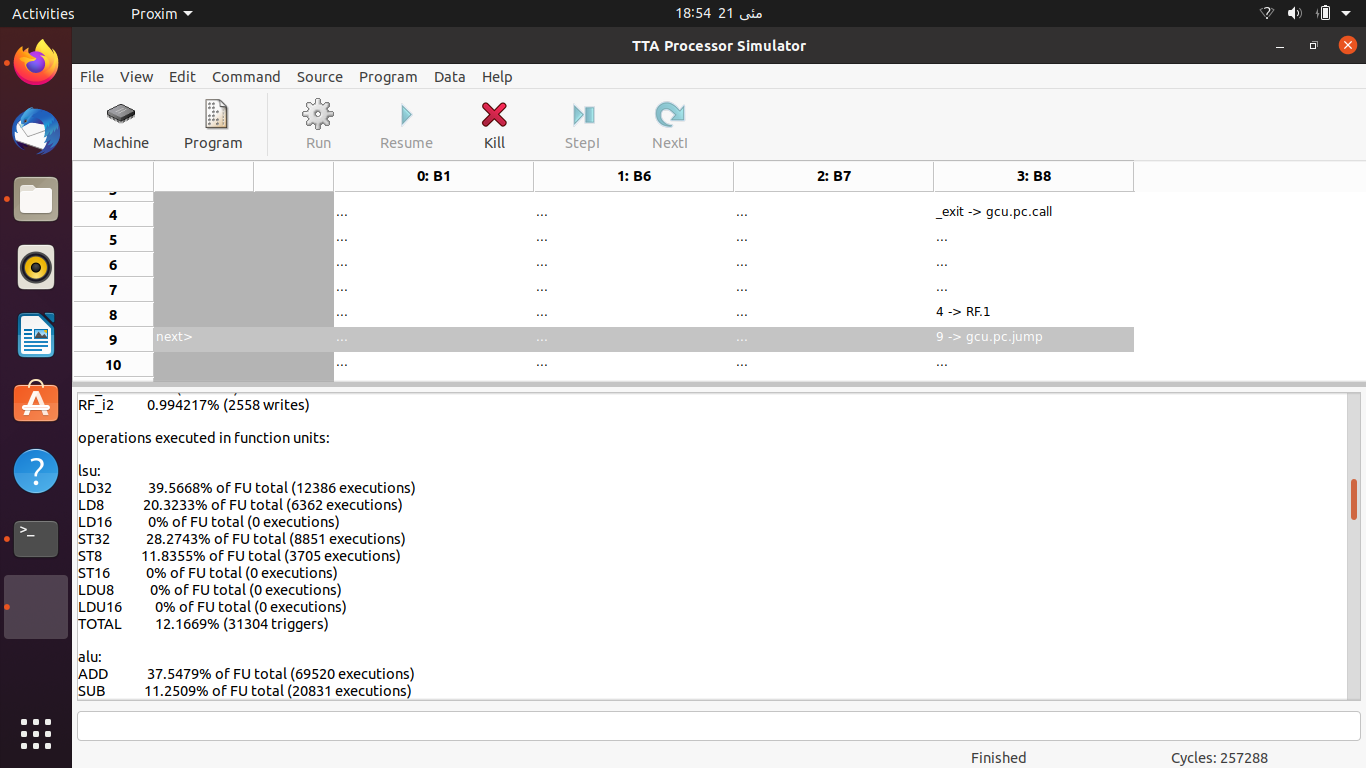 Activities Proxim 18:54 21 مئی
TTA Processor Simulator
File View Edit Command Source Program Data Help
Machine Program Run Resume Kill StepI NextI
0: B1 1: B6 2: B7 3: B8
4 ... ... ... _exit -> gcu.pc.call
5 ... ... ... ...
6 ... ... ... ...
7 ... ... ... ...
8 ... ... ... 4 -> RF.1
9 next> ... ... ... 9 -> gcu.pc.jump
10 ... ... ... ...
RF_i2 0.994217% (2558 writes)
operations executed in function units:
lsu:
LD32 39.5668% of FU total (12386 executions)
LD8 20.3233% of FU total (6362 executions)
LD16 0% of FU total (0 executions)
ST32 28.2743% of FU total (8851 executions)
ST8 11.8355% of FU total (3705 executions)
ST16 0% of FU total (0 executions)
LDU8 0% of FU total (0 executions)
LDU16 0% of FU total (0 executions)
TOTAL 12.1669% (31304 triggers)
alu:
ADD 37.5479% of FU total (69520 executions)
SUB 11.2509% of FU total (20831 executions)
Finished Cycles: 257288